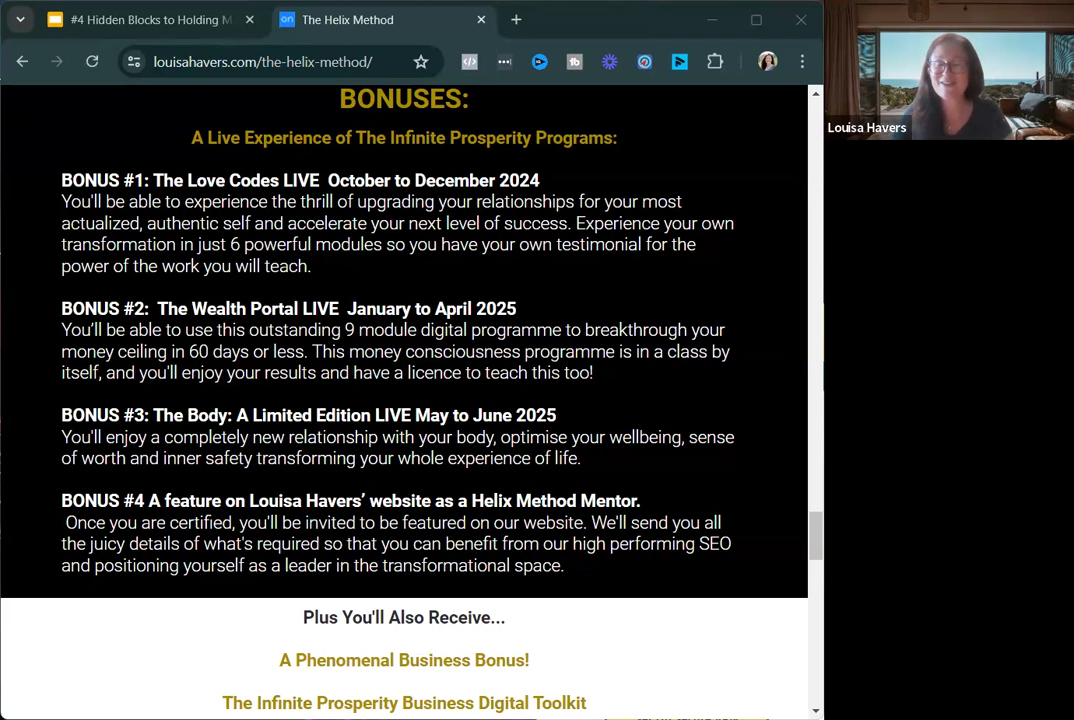 #4 Hidden Blocks to Holding M
The Helix Method
louisahavers.com/the-helix-method/
Louisa Havers
BONUSES:
A Live Experience of The Infinite Prosperity Programs:
BONUS #1: The Love Codes LIVE October to December 2024
You'll be able to experience the thrill of upgrading your relationships for your most
actualized, authentic self and accelerate your next level of success. Experience your own
transformation in just 6 powerful modules so you have your own testimonial for the
power of the work you will teach.
BONUS #2: The Wealth Portal LIVE January to April 2025
You’ll be able to use this outstanding 9 module digital programme to breakthrough your
money ceiling in 60 days or less. This money consciousness programme is in a class by
itself, and you'll enjoy your results and have a licence to teach this too!
BONUS #3: The Body: A Limited Edition LIVE May to June 2025
You'll enjoy a completely new relationship with your body, optimise your wellbeing, sense
of worth and inner safety transforming your whole experience of life.
BONUS #4 A feature on Louisa Havers’ website as a Helix Method Mentor.
Once you are certified, you'll be invited to be featured on our website. We'll send you all
the juicy details of what's required so that you can benefit from our high performing SEO
and positioning yourself as a leader in the transformational space.
Plus You'll Also Receive...
A Phenomenal Business Bonus!
The Infinite Prosperity Business Digital Toolkit